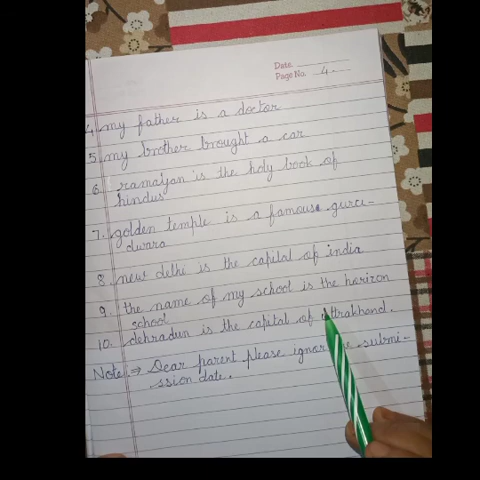 Date
Page No. 4.
4. my father is a doctor
5. my brother brought a car
6. ramayan is the holy book of
hindus
7. golden temple is a famous guru-
dwara
8. new delhi is the capital of india
9. the name of my school is the horizon
school
10. dehradun is the capital of uttrakhand.
Note :⇒ Dear parent please ignore submi-
ssion date.